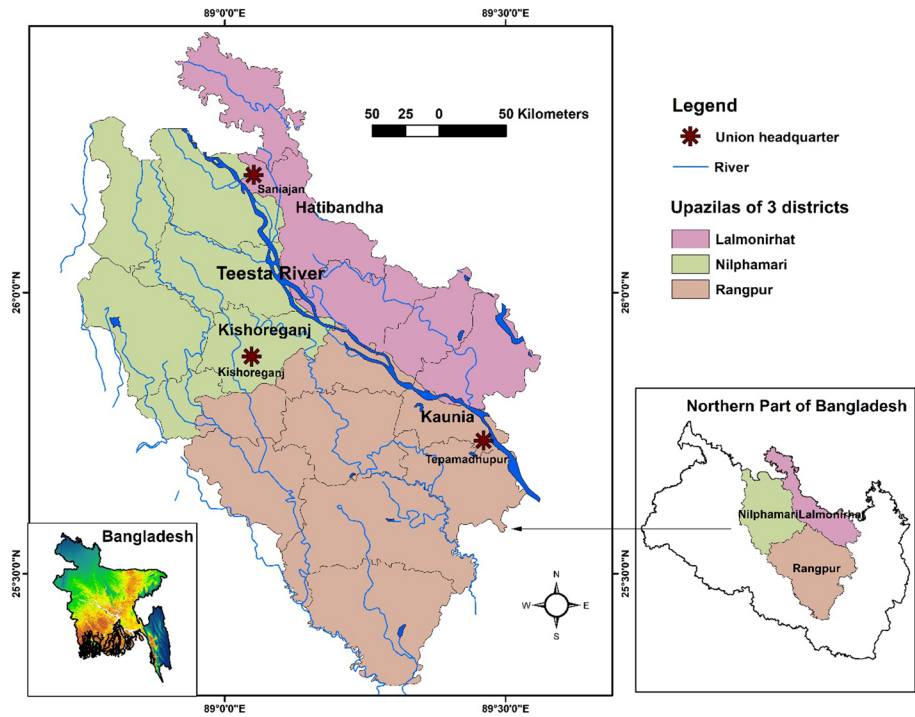 89°0'0"E
89°30'0"E
50 25 0 50 Kilometers
Saniajan
Hatibandha
Teesta River
Kishoreganj
Kishoreganj
Kaunia
Tepamadhupur
26°0'0"N
26°0'0"N
25°30'0"N
25°30'0"N
N
W E
S
89°0'0"E
89°30'0"E
Bangladesh
Legend
Union headquarter
River
Upazilas of 3 districts
Lalmonirhat
Nilphamari
Rangpur
Northern Part of Bangladesh
Nilphamari
Lalmonirhat
Rangpur